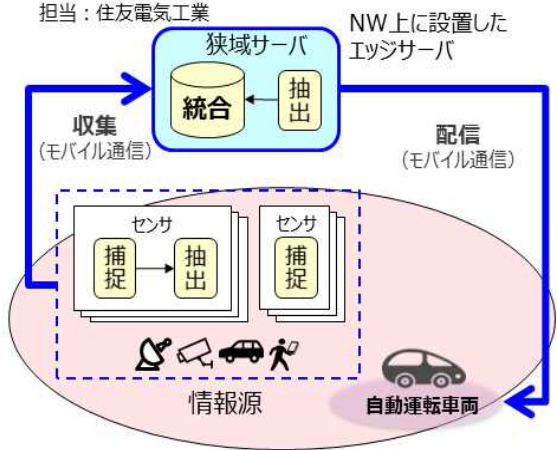 担当：住友電気工業
NW上に設置した
エッジサーバ
狭域サーバ
統合
抽出
収集
(モバイル通信)
配信
(モバイル通信)
センサ
捕捉
抽出
センサ
捕捉
情報源
自動運転車両